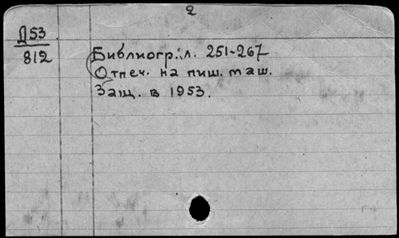 2
Д53
812
Библиогр.: л. 251-267
Отпеч. на пиш. маш.
Защ. в 1953.